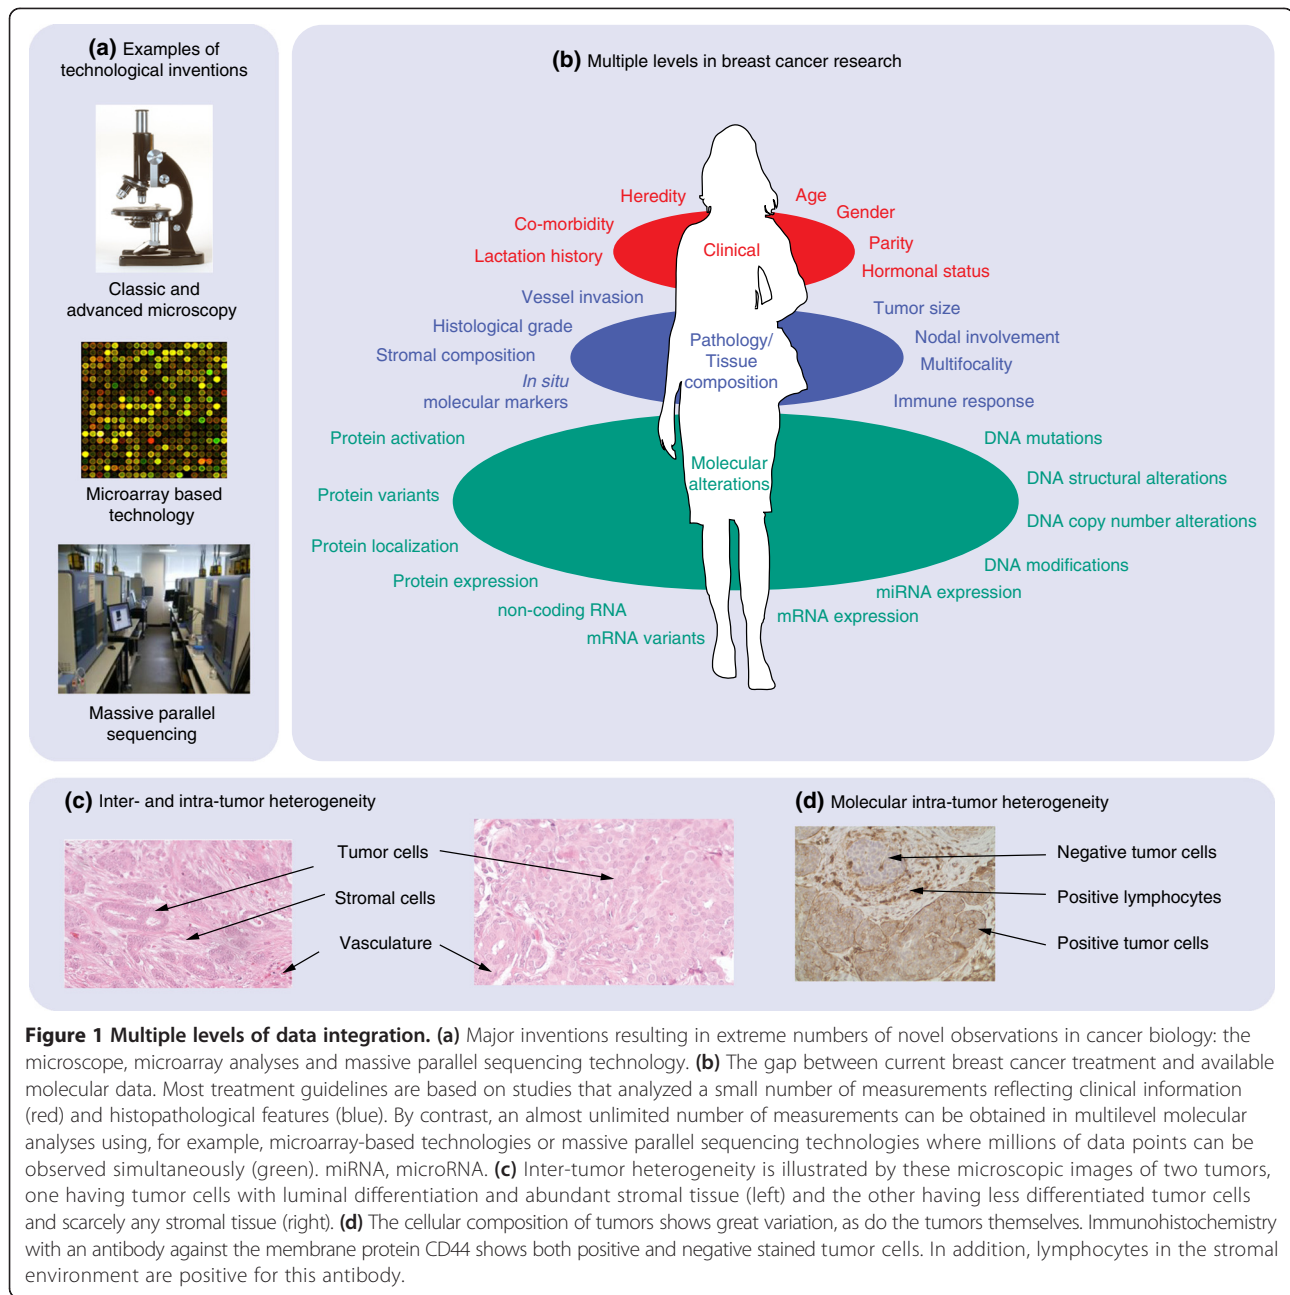 (a) Examples of
technological inventions
Classic and
advanced microscopy
Microarray based
technology
Massive parallel
sequencing
(b) Multiple levels in breast cancer research
Heredity
Co-morbidity
Lactation history
Clinical
Age
Gender
Parity
Hormonal status
Vessel invasion
Histological grade
Stromal composition
In situ
molecular markers
Pathology/
Tissue
composition
Tumor size
Nodal involvement
Multifocality
Immune response
Protein activation
Protein variants
Protein localization
Protein expression
non-coding RNA
mRNA variants
Molecular
alterations
DNA mutations
DNA structural alterations
DNA copy number alterations
DNA modifications
miRNA expression
mRNA expression
(c) Inter- and intra-tumor heterogeneity
Tumor cells
Stromal cells
Vasculature
(d) Molecular intra-tumor heterogeneity
Negative tumor cells
Positive lymphocytes
Positive tumor cells
Figure 1 Multiple levels of data integration. (a) Major inventions resulting in extreme numbers of novel observations in cancer biology: the
microscope, microarray analyses and massive parallel sequencing technology. (b) The gap between current breast cancer treatment and available
molecular data. Most treatment guidelines are based on studies that analyzed a small number of measurements reflecting clinical information
(red) and histopathological features (blue). By contrast, an almost unlimited number of measurements can be obtained in multilevel molecular
analyses using, for example, microarray-based technologies or massive parallel sequencing technologies where millions of data points can be
observed simultaneously (green). miRNA, microRNA. (c) Inter-tumor heterogeneity is illustrated by these microscopic images of two tumors,
one having tumor cells with luminal differentiation and abundant stromal tissue (left) and the other having less differentiated tumor cells
and scarcely any stromal tissue (right). (d) The cellular composition of tumors shows great variation, as do the tumors themselves. Immunohistochemistry
with an antibody against the membrane protein CD44 shows both positive and negative stained tumor cells. In addition, lymphocytes in the stromal
environment are positive for this antibody.